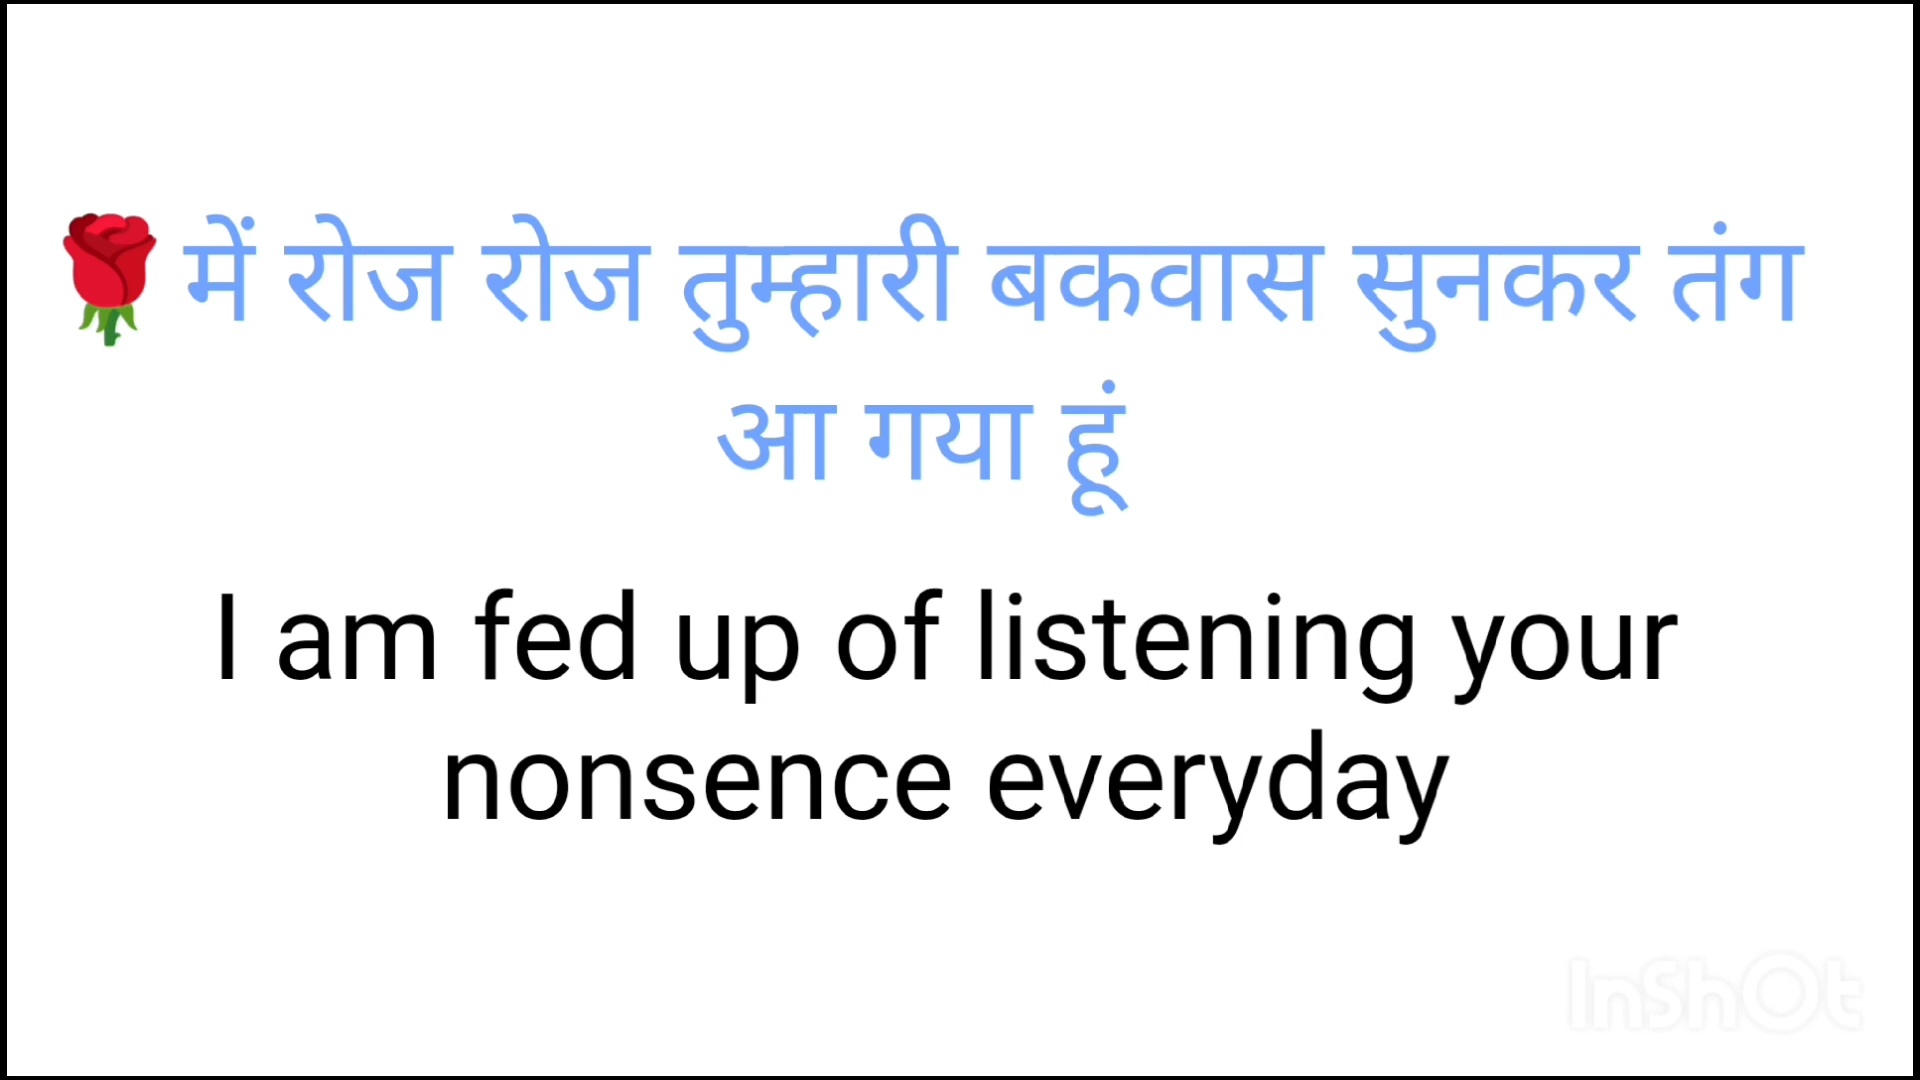 🌹में रोज रोज तुम्हारी बकवास सुनकर तंग
आ गया हूं
I am fed up of listening your
nonsence everyday
InShOt